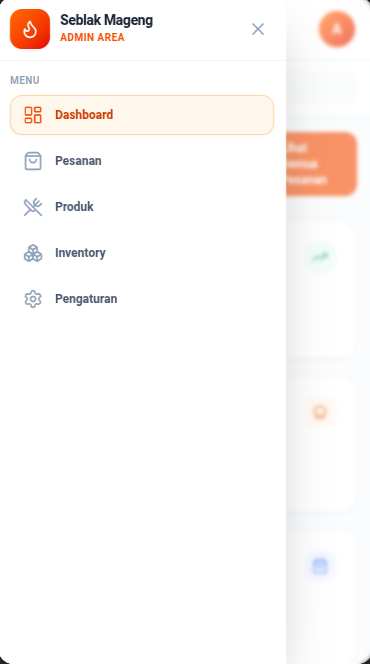 Seblak Mageng
ADMIN AREA
A
MENU
Dashboard
Pesanan
Produk
Inventory
Pengaturan